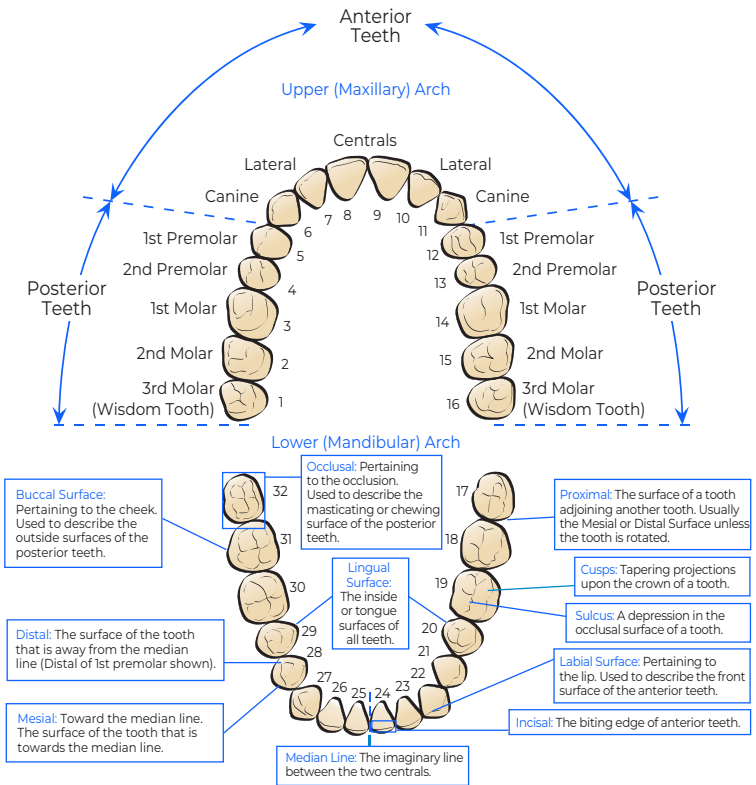 Anterior
Teeth
Upper (Maxillary) Arch
Centrals
Lateral
Lateral
Canine
Canine
6
7
8
9
10
11
1st Premolar
5
12
1st Premolar
2nd Premolar
4
13
2nd Premolar
Posterior
Teeth
Posterior
Teeth
1st Molar
3
14
1st Molar
2nd Molar
2
15
2nd Molar
3rd Molar
(Wisdom Tooth)
1
16
3rd Molar
(Wisdom Tooth)
Lower (Mandibular) Arch
Buccal Surface:
Pertaining to the cheek.
Used to describe the
outside surfaces of the
posterior teeth.
32
Occlusal: Pertaining
to the occlusion.
Used to describe the
masticating or chewing
surface of the posterior
teeth.
17
Proximal: The surface of a tooth
adjoining another tooth. Usually
the Mesial or Distal Surface unless
the tooth is rotated.
31
18
Lingual
Surface:
The inside
or tongue
surfaces of
all teeth.
Cusps: Tapering projections
upon the crown of a tooth.
30
19
Sulcus: A depression in the
occlusal surface of a tooth.
Distal: The surface of the tooth
that is away from the median
line (Distal of 1st premolar shown).
29
20
28
21
Labial Surface: Pertaining to
the lip. Used to describe the front
surface of the anterior teeth.
27
26
25
24
23
22
Mesial: Toward the median line.
The surface of the tooth that is
towards the median line.
Incisal: The biting edge of anterior teeth.
Median Line: The imaginary line
between the two centrals.